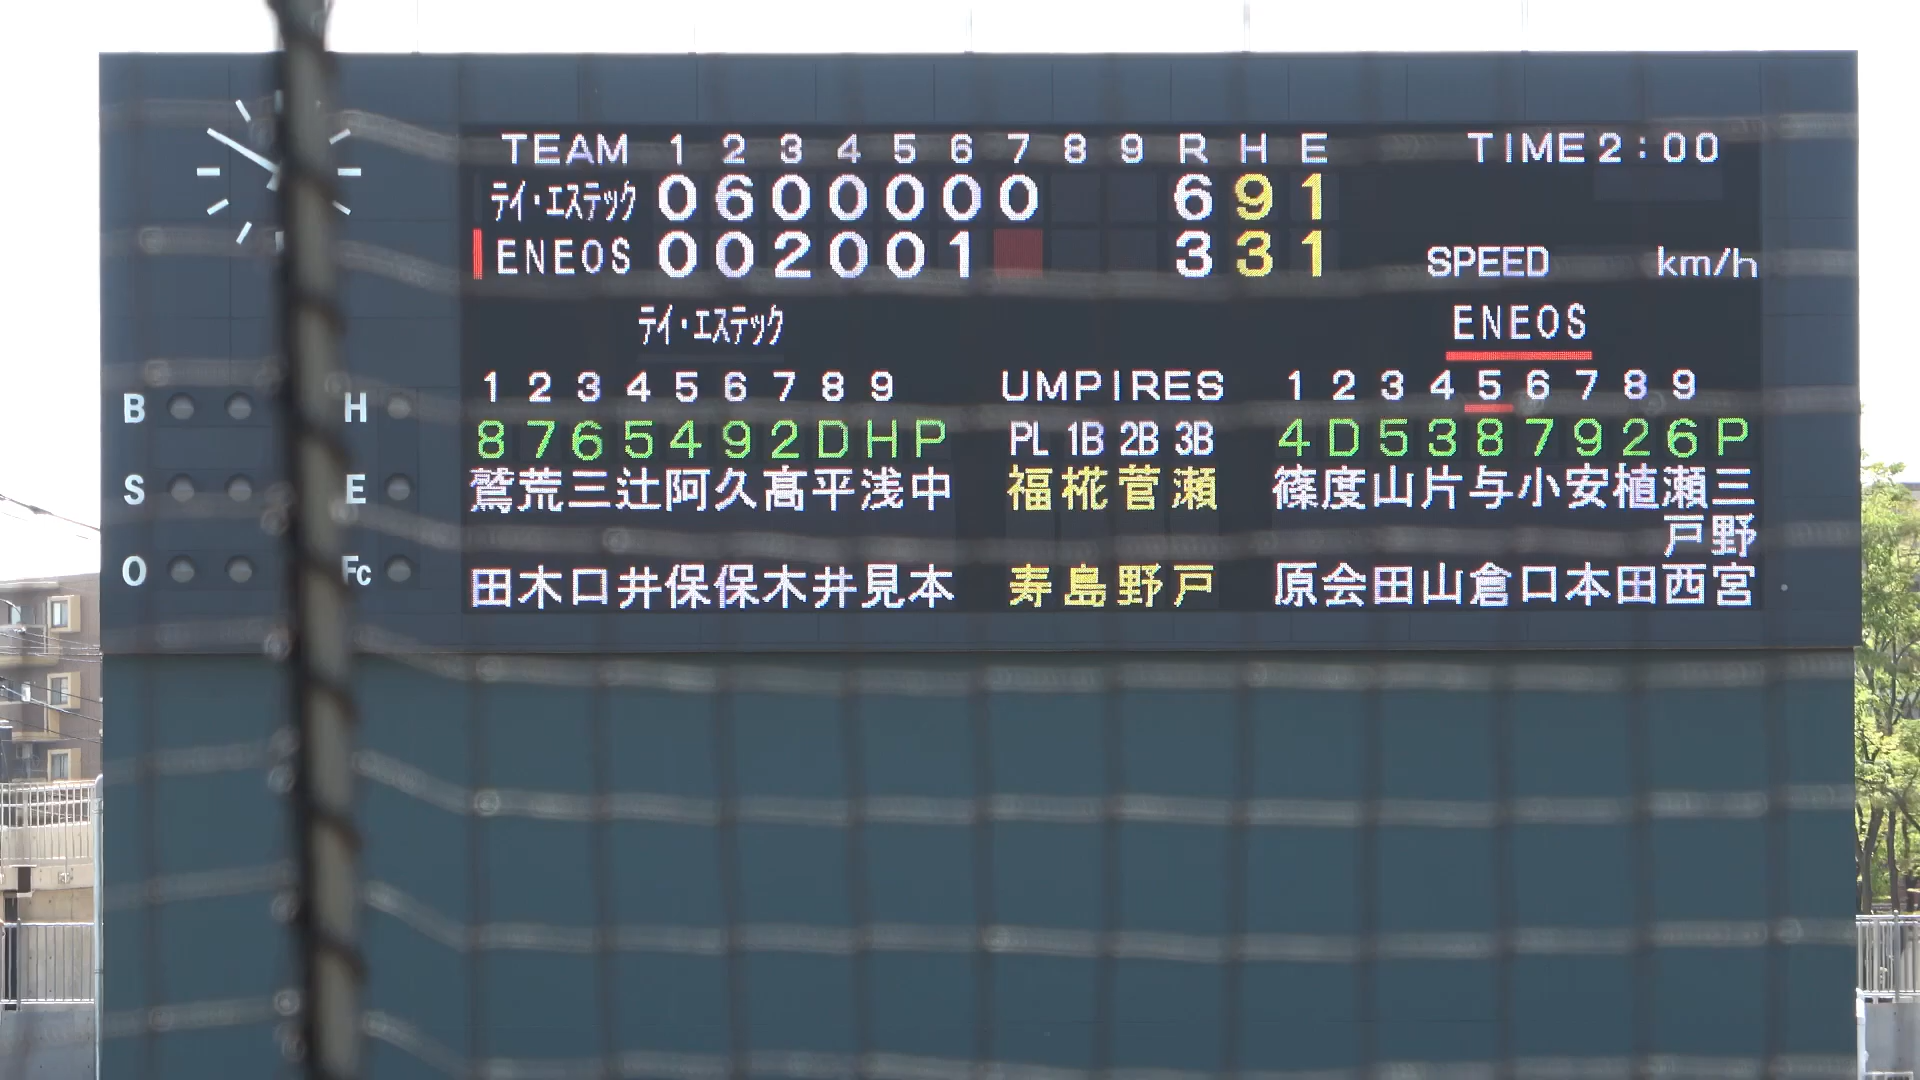 TEAM 1 2 3 4 5 6 7 8 9 R H E TIME 2:00
テイ・エステック 0 6 0 0 0 0 0 6 9 1
ENEOS 0 0 2 0 0 1 3 3 1 SPEED km/h
テイ・エステック ENEOS
1 2 3 4 5 6 7 8 9 UMPIRES 1 2 3 4 5 6 7 8 9
B H 8 7 6 5 4 9 2 D H P PL 1B 2B 3B 4 D 5 3 8 7 9 2 6 P
S E 鷲荒三辻阿久髙平浅中 福椛菅瀬 篠度山片与小安植瀬三
戸野
O Fc 田木口井保保木井見本 寿島野戸 原会田山倉口本田西宮